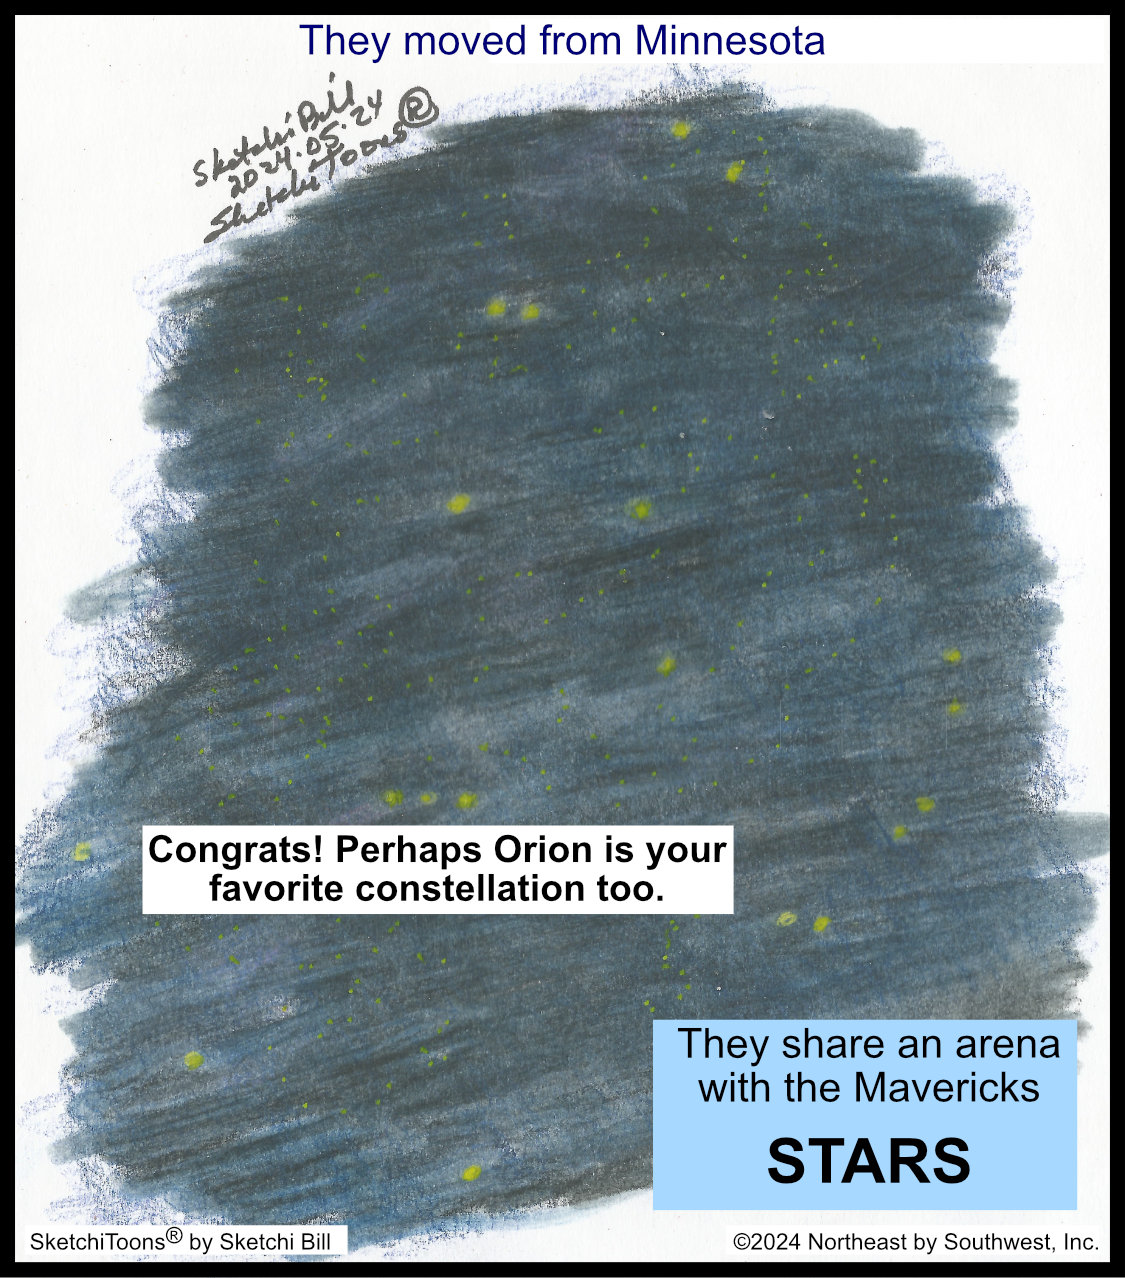 They moved from Minnesota
Sketchi Bill
2024.05.24
SketchiToons®
Congrats! Perhaps Orion is your
favorite constellation too.
They share an arena
with the Mavericks
STARS
SketchiToons® by Sketchi Bill
©2024 Northeast by Southwest, Inc.